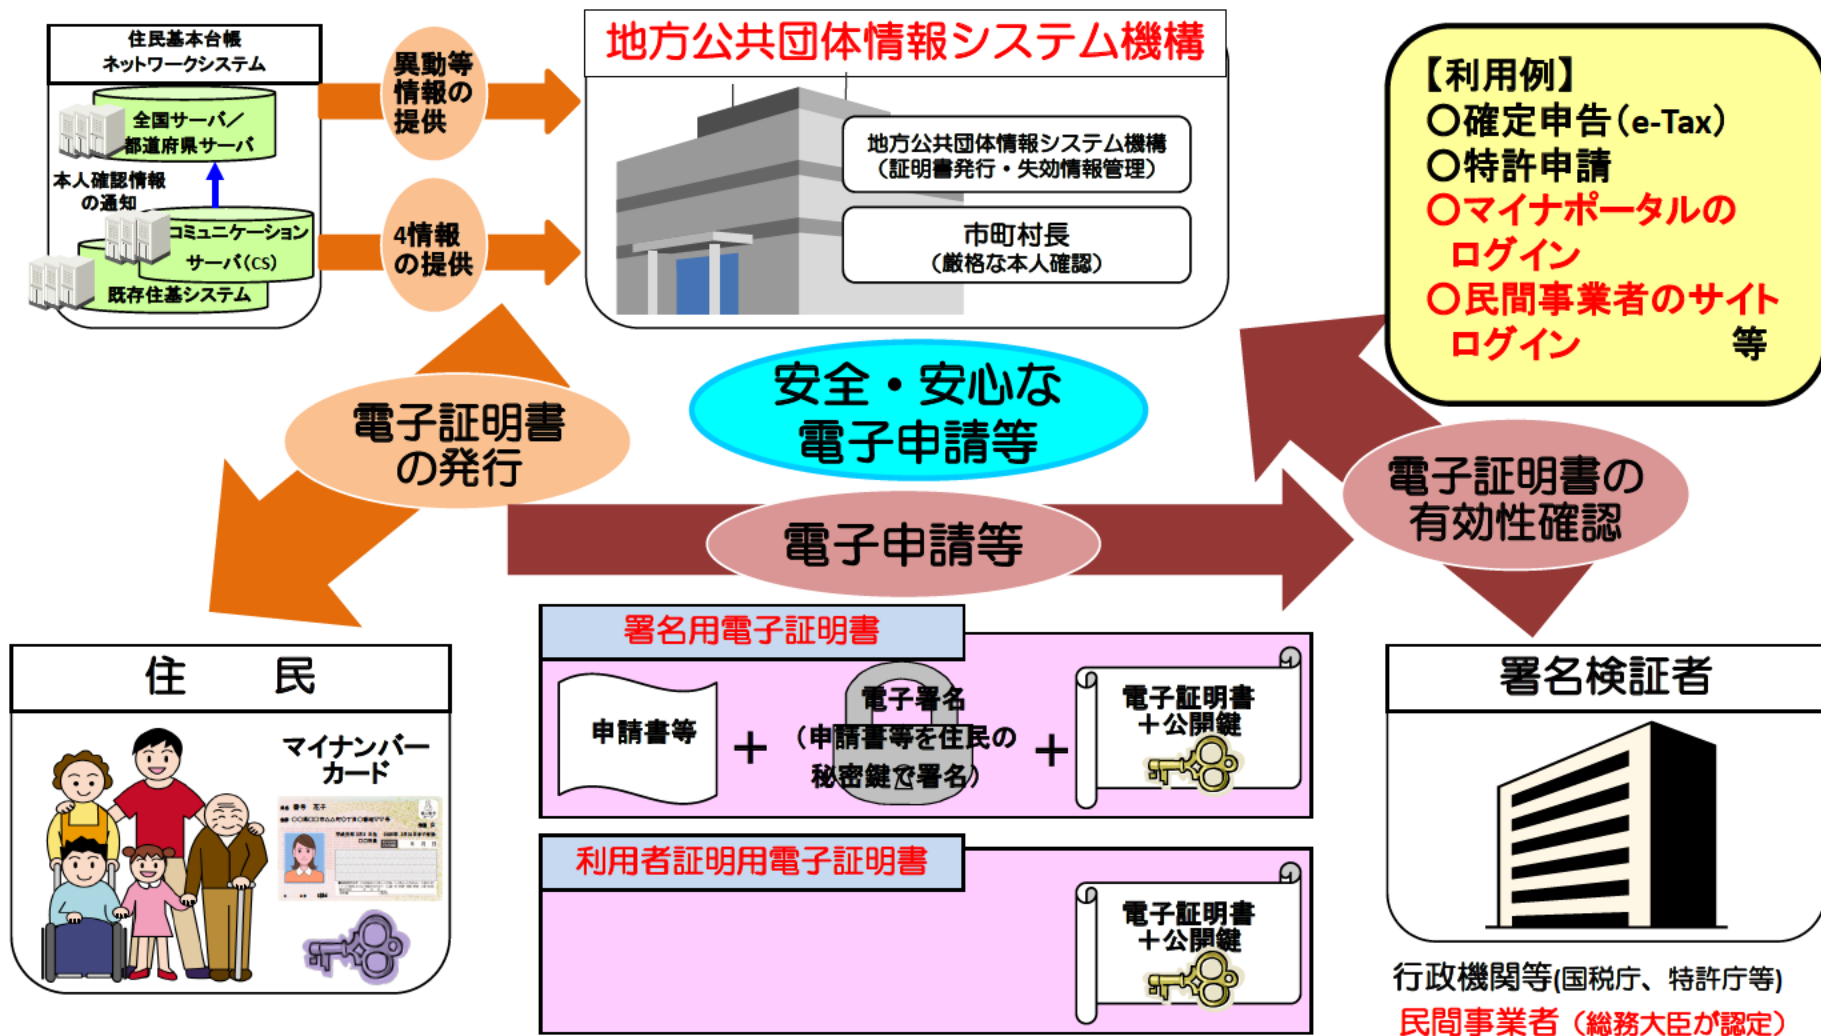 住民基本台帳
ネットワークシステム
全国サーバ／
都道府県サーバ
本人確認情報
の通知
コミュニケーション
サーバ(CS)
既存住基システム
異動等
情報の
提供
4情報
の提供
地方公共団体情報システム機構
地方公共団体情報システム機構
（証明書発行・失効情報管理）
市町村長
（厳格な本人確認）
【利用例】
○確定申告（e-Tax）
○特許申請
○マイナポータルの
ログイン
○民間事業者のサイト
ログイン 等
電子証明書
の発行
安全・安心な
電子申請等
電子申請等
電子証明書の
有効性確認
住 民
マイナンバー
カード
番号 花子
署名用電子証明書
申請書等
＋
電子署名
（申請書等を住民の
秘密鍵で署名）
＋
電子証明書
＋公開鍵
利用者証明用電子証明書
電子証明書
＋公開鍵
署名検証者
行政機関等(国税庁、特許庁等)
民間事業者（総務大臣が認定）